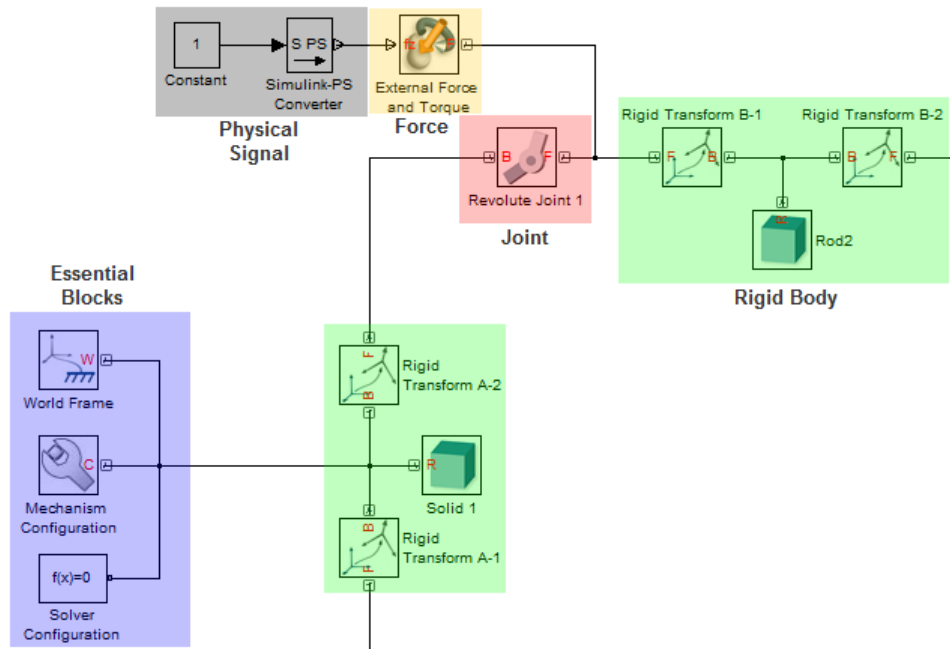 1
Constant
S PS
Simulink-PS
Converter
Physical
Signal
fz
F
External Force
and Torque
Force
B
F
Revolute Joint 1
Joint
Rigid Transform B-1
F
B
Rigid Transform B-2
B
F
R
Rod2
Rigid Body
Essential
Blocks
W
World Frame
C
Mechanism
Configuration
f(x)=0
Solver
Configuration
F
B
Rigid
Transform A-2
R
Solid 1
B
F
Rigid
Transform A-1